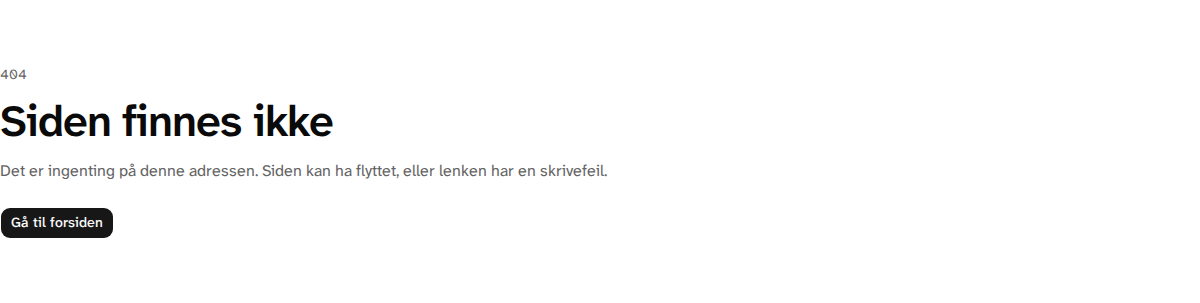 404
Siden finnes ikke
Det er ingenting på denne adressen. Siden kan ha flyttet, eller lenken har en skrivefeil.
Gå til forsiden